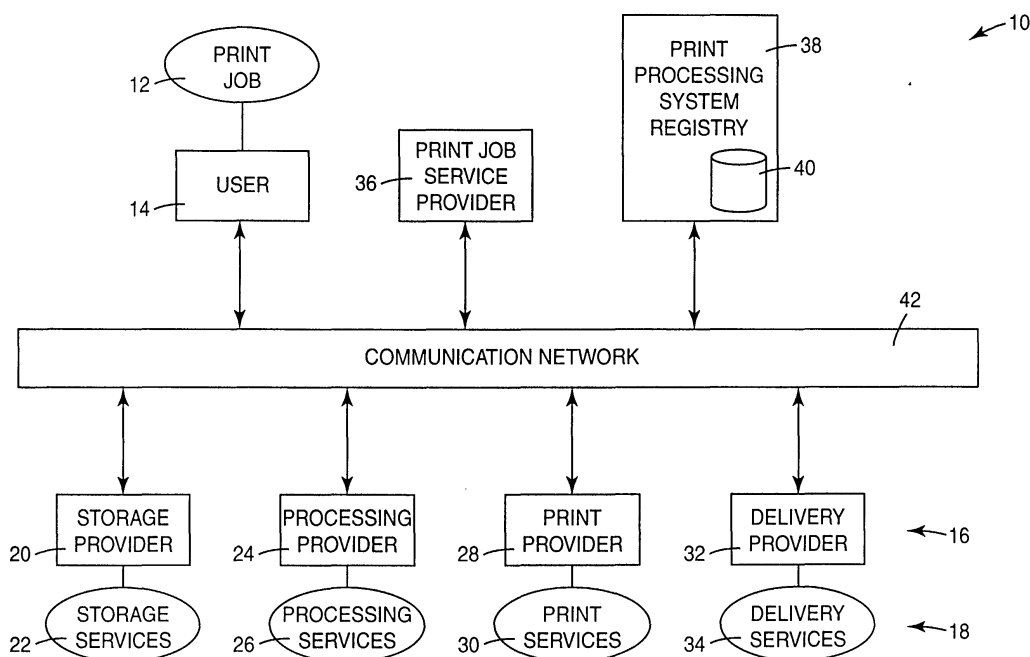 10
PRINT
JOB
12
PRINT
PROCESSING
SYSTEM
REGISTRY
38
40
PRINT JOB
SERVICE
PROVIDER
36
USER
14
42
COMMUNICATION NETWORK
STORAGE
PROVIDER
20
PROCESSING
PROVIDER
24
PRINT
PROVIDER
28
DELIVERY
PROVIDER
32
16
STORAGE
SERVICES
22
PROCESSING
SERVICES
26
PRINT
SERVICES
30
DELIVERY
SERVICES
34
18